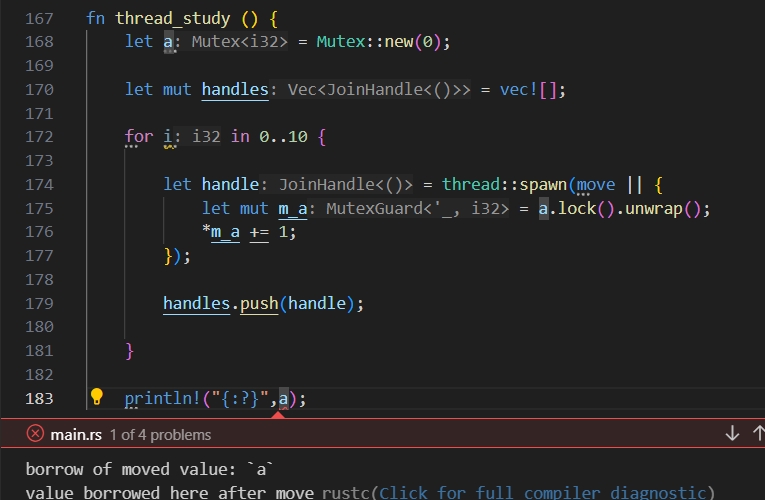 167 fn thread_study () {
168 let a: Mutex<i32> = Mutex::new(0);
169
170 let mut handles: Vec<JoinHandle<()>> = vec![];
171
172 for i: i32 in 0..10 {
173
174 let handle: JoinHandle<()> = thread::spawn(move || {
175 let mut m_a: MutexGuard<'_, i32> = a.lock().unwrap();
176 *m_a += 1;
177 });
178
179 handles.push(handle);
180
181 }
182
183 println!("{:?}",a);
main.rs 1 of 4 problems
borrow of moved value: `a`
value borrowed here after move rustc(Click for full compiler diagnostic)